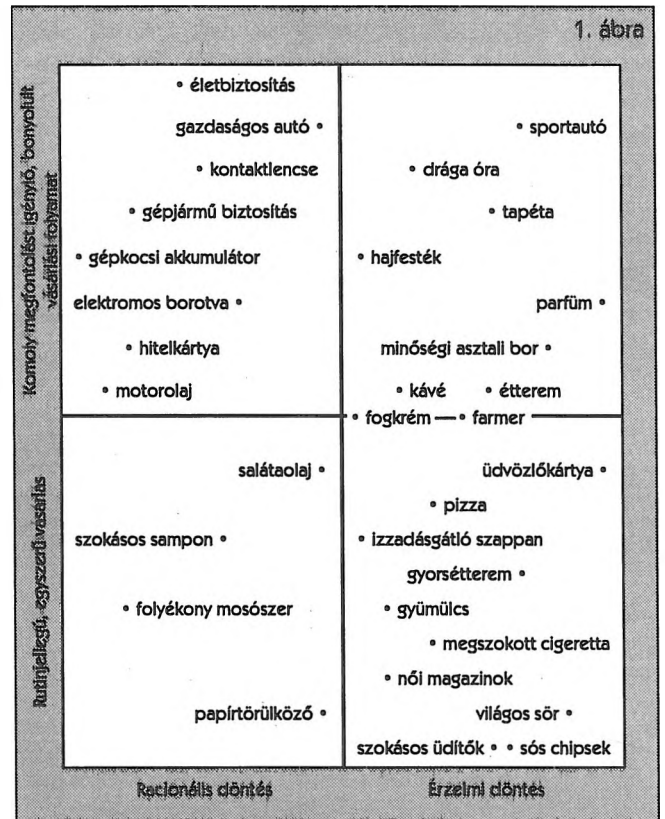 1. ábra
Komoly megfontolást igénylő, bonyolult
vásárlási folyamat
• életbiztosítás
gazdaságos autó •
• kontaktlencse
• gépjármű biztosítás
• gépkocsi akkumulátor
elektromos borotva •
• hitelkártya
• motorolaj
• sportautó
• drága óra
• tapéta
• hajfesték
parfüm •
minőségi asztali bor •
• kávé • étterem
• fogkrém — • farmer
Rutinjellegű, egyszerű vásárlás
salátaolaj •
szokásos sampon •
• folyékony mosószer
papírtörülköző •
üdvözlőkártya •
• pizza
• izzadásgátló szappan
gyorsétterem •
• gyümülcs
• megszokott cigeretta
• női magazinok
világos sör •
szokásos üdítők • • sós chipsek
Racionális döntés
Érzelmi döntés